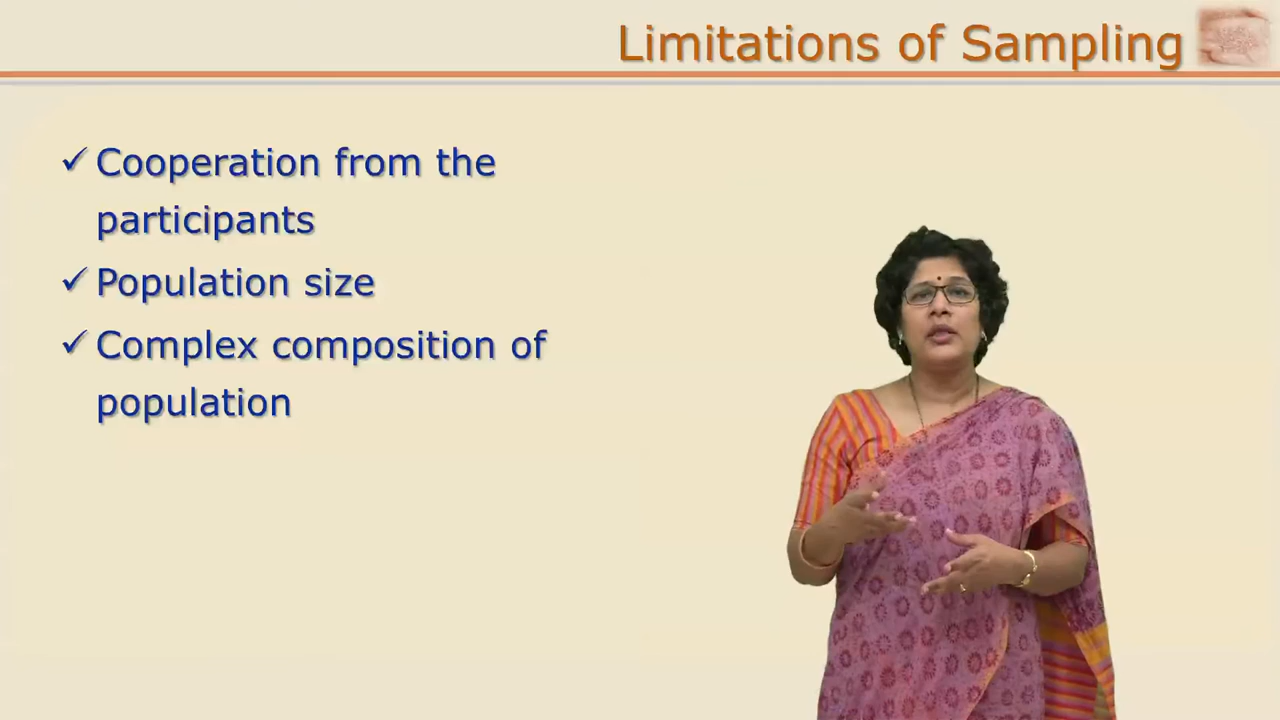 Limitations of Sampling
✓ Cooperation from the
participants
✓ Population size
✓ Complex composition of
population